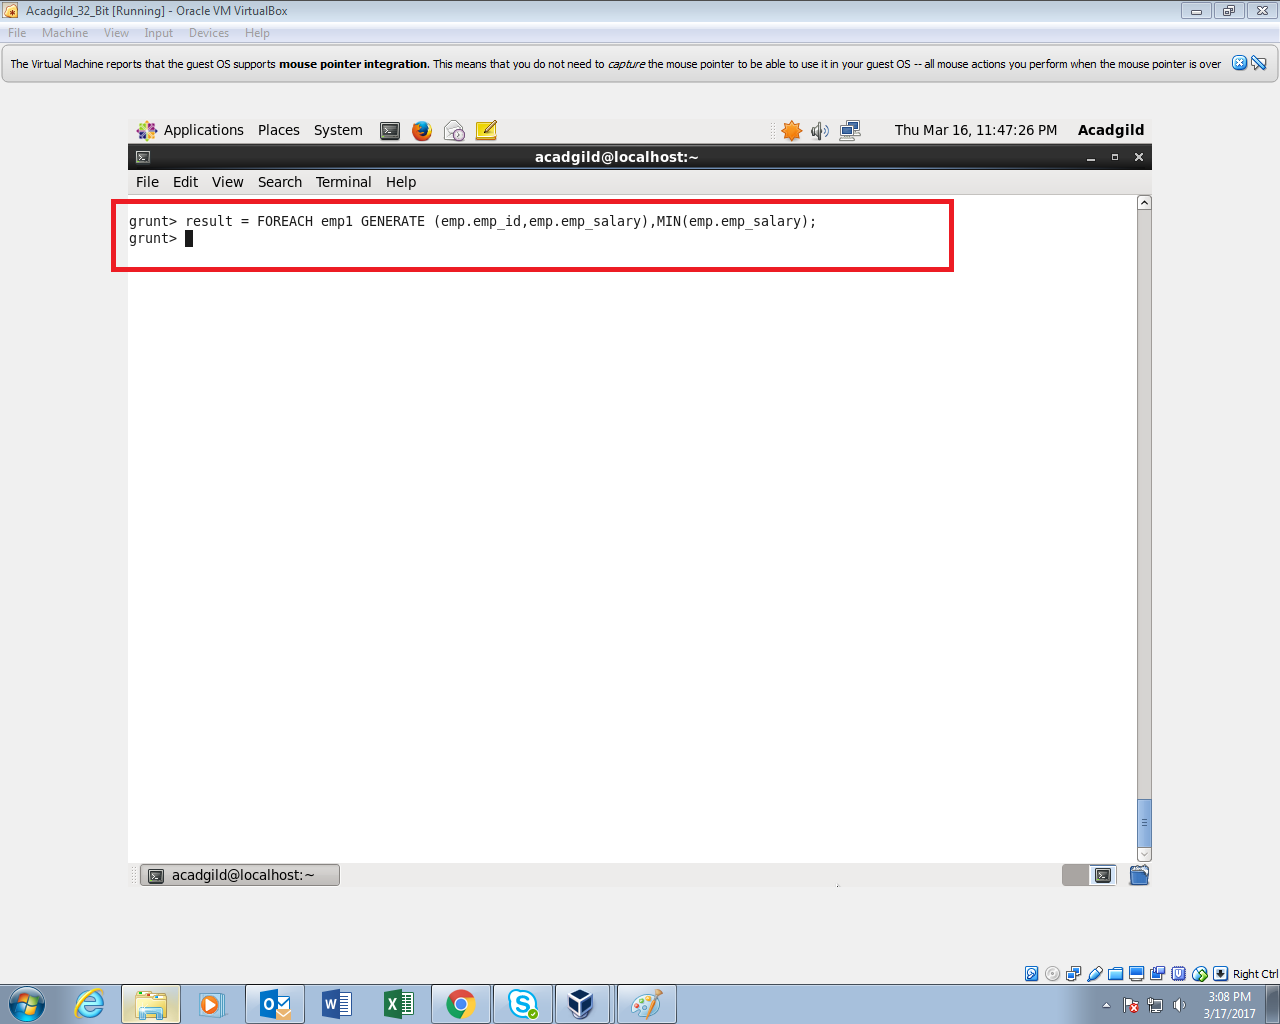 Acadgild_32_Bit [Running] - Oracle VM VirtualBox
File Machine View Input Devices Help
The Virtual Machine reports that the guest OS supports mouse pointer integration. This means that you do not need to capture the mouse pointer to be able to use it in your guest OS -- all mouse actions you perform when the mouse pointer is over
Applications Places System Thu Mar 16, 11:47:26 PM Acadgild
acadgild@localhost:~
File Edit View Search Terminal Help
grunt> result = FOREACH emp1 GENERATE (emp.emp_id,emp.emp_salary),MIN(emp.emp_salary);
grunt>
acadgild@localhost:~
Right Ctrl
3:08 PM
3/17/2017